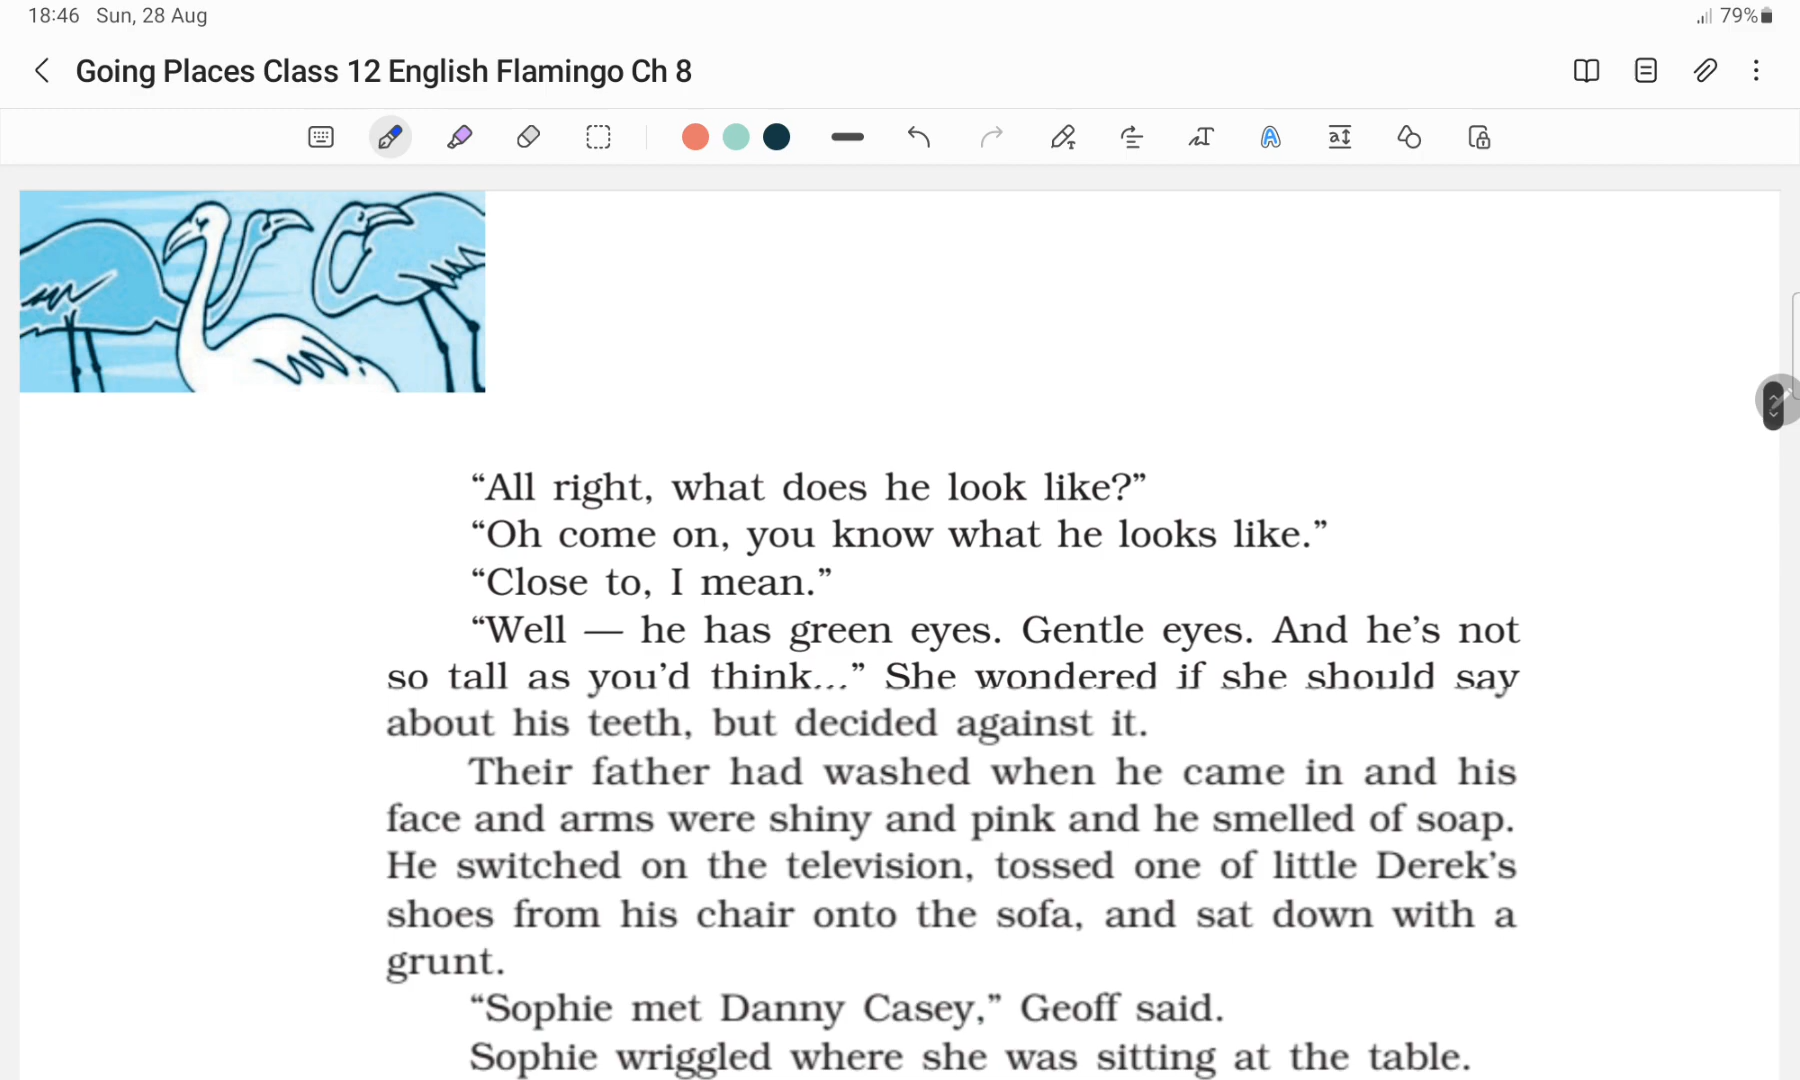 18:46 Sun, 28 Aug
79%
Going Places Class 12 English Flamingo Ch 8
“All right, what does he look like?”
“Oh come on, you know what he looks like.”
“Close to, I mean.”
“Well — he has green eyes. Gentle eyes. And he’s not
so tall as you’d think...” She wondered if she should say
about his teeth, but decided against it.
Their father had washed when he came in and his
face and arms were shiny and pink and he smelled of soap.
He switched on the television, tossed one of little Derek’s
shoes from his chair onto the sofa, and sat down with a
grunt.
“Sophie met Danny Casey,” Geoff said.
Sophie wriggled where she was sitting at the table.